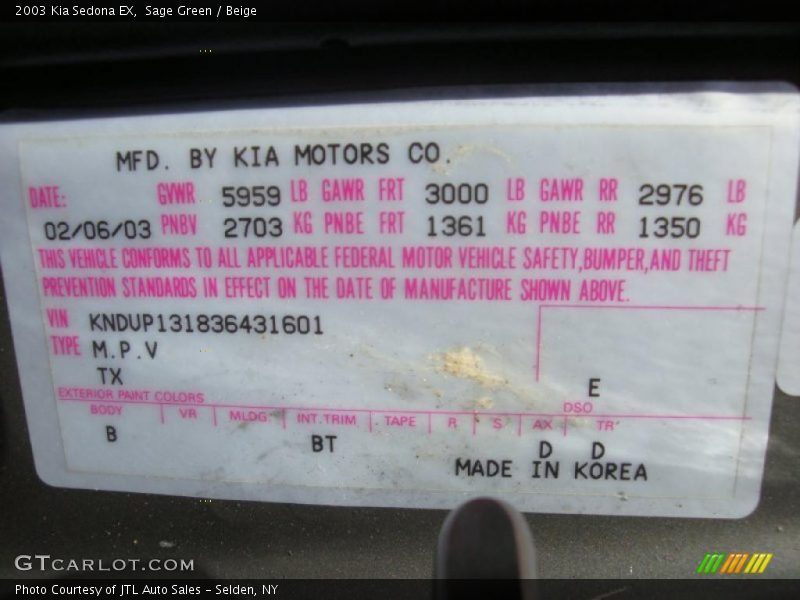 2003 Kia Sedona EX, Sage Green / Beige
MFD. BY KIA MOTORS CO.
DATE: GVWR 5959 LB GAWR FRT 3000 LB GAWR RR 2976 LB
02/06/03 PNBV 2703 KG PNBE FRT 1361 KG PNBE RR 1350 KG
THIS VEHICLE CONFORMS TO ALL APPLICABLE FEDERAL MOTOR VEHICLE SAFETY,BUMPER,AND THEFT
PREVENTION STANDARDS IN EFFECT ON THE DATE OF MANUFACTURE SHOWN ABOVE.
VIN KNDUP131836431601
TYPE M.P.V
TX
E
EXTERIOR PAINT COLORS DSO
BODY VR MLDG. INT.TRIM TAPE R S AX TR
B BT D D
MADE IN KOREA
GTCARLOT.COM
Photo Courtesy of JTL Auto Sales - Selden, NY